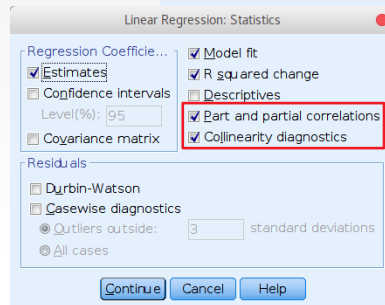 Linear Regression: Statistics
Regression Coefficie...
Estimates
Confidence intervals
Level(%): 95
Covariance matrix
Model fit
R squared change
Descriptives
Part and partial correlations
Collinearity diagnostics
Residuals
Durbin-Watson
Casewise diagnostics
Outliers outside: 3 standard deviations
All cases
Continue Cancel Help